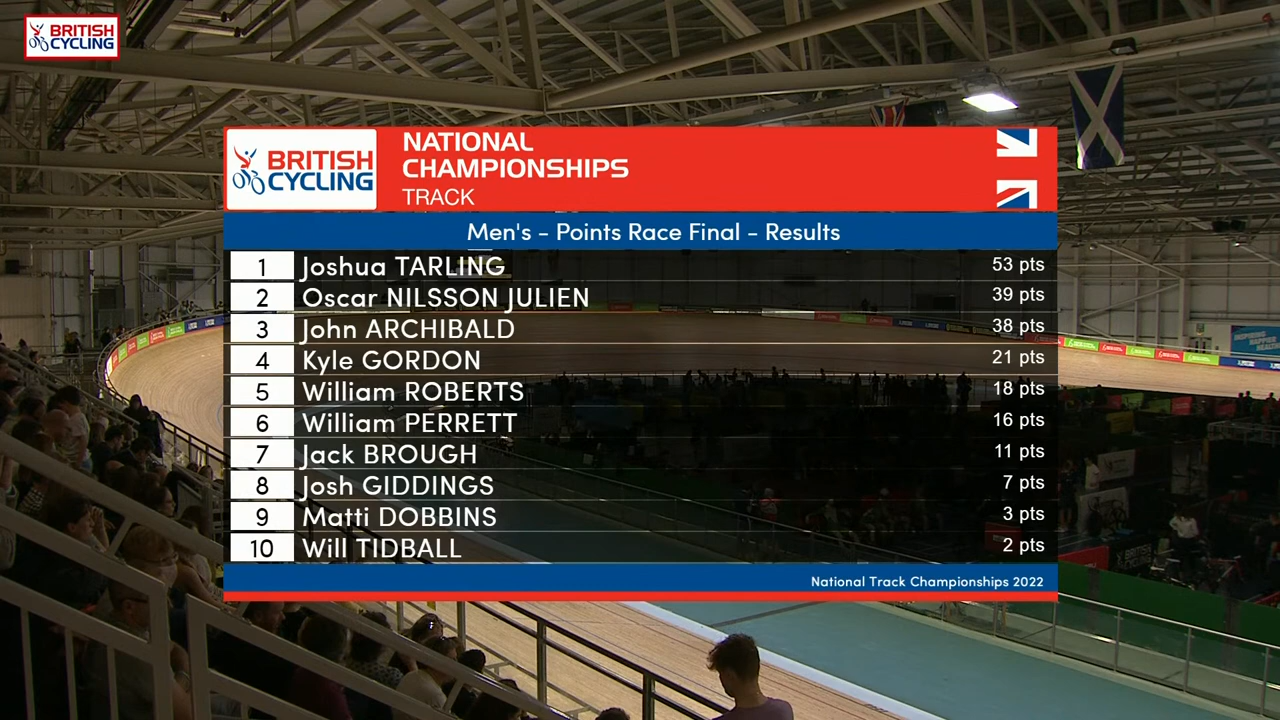 BRITISH
CYCLING
BRITISH
CYCLING
NATIONAL
CHAMPIONSHIPS
TRACK
Men's - Points Race Final - Results
1 Joshua TARLING 53 pts
2 Oscar NILSSON JULIEN 39 pts
3 John ARCHIBALD 38 pts
4 Kyle GORDON 21 pts
5 William ROBERTS 18 pts
6 William PERRETT 16 pts
7 Jack BROUGH 11 pts
8 Josh GIDDINGS 7 pts
9 Matti DOBBINS 3 pts
10 Will TIDBALL 2 pts
National Track Championships 2022